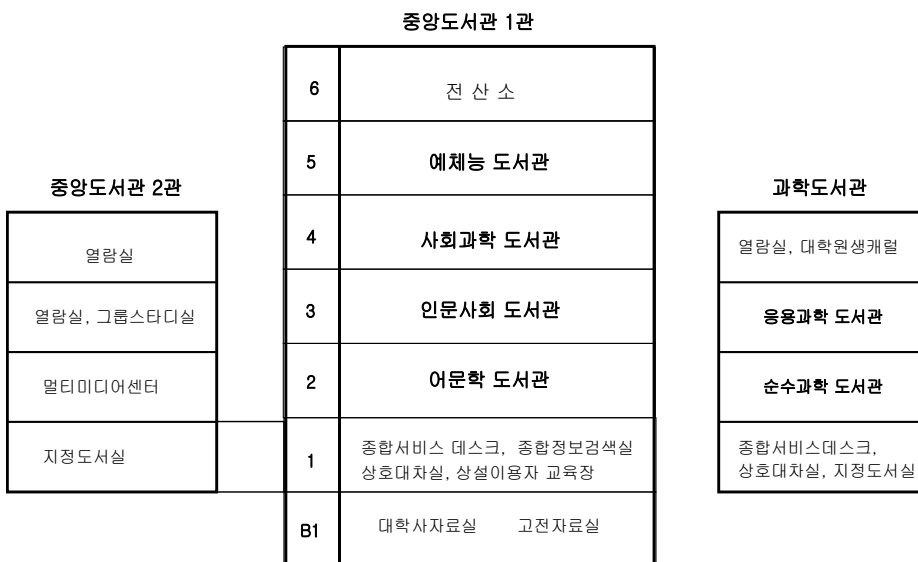 중앙도서관 1관
6
전 산 소
5
예체능 도서관
4
사회과학 도서관
3
인문사회 도서관
2
어문학 도서관
1
종합서비스 데스크, 종합정보검색실
상호대차실, 상설이용자 교육장
B1
대학사자료실 고전자료실
중앙도서관 2관
열람실
열람실, 그룹스타디실
멀티미디어센터
지정도서실
과학도서관
열람실, 대학원생캐럴
응용과학 도서관
순수과학 도서관
종합서비스데스크,
상호대차실, 지정도서실